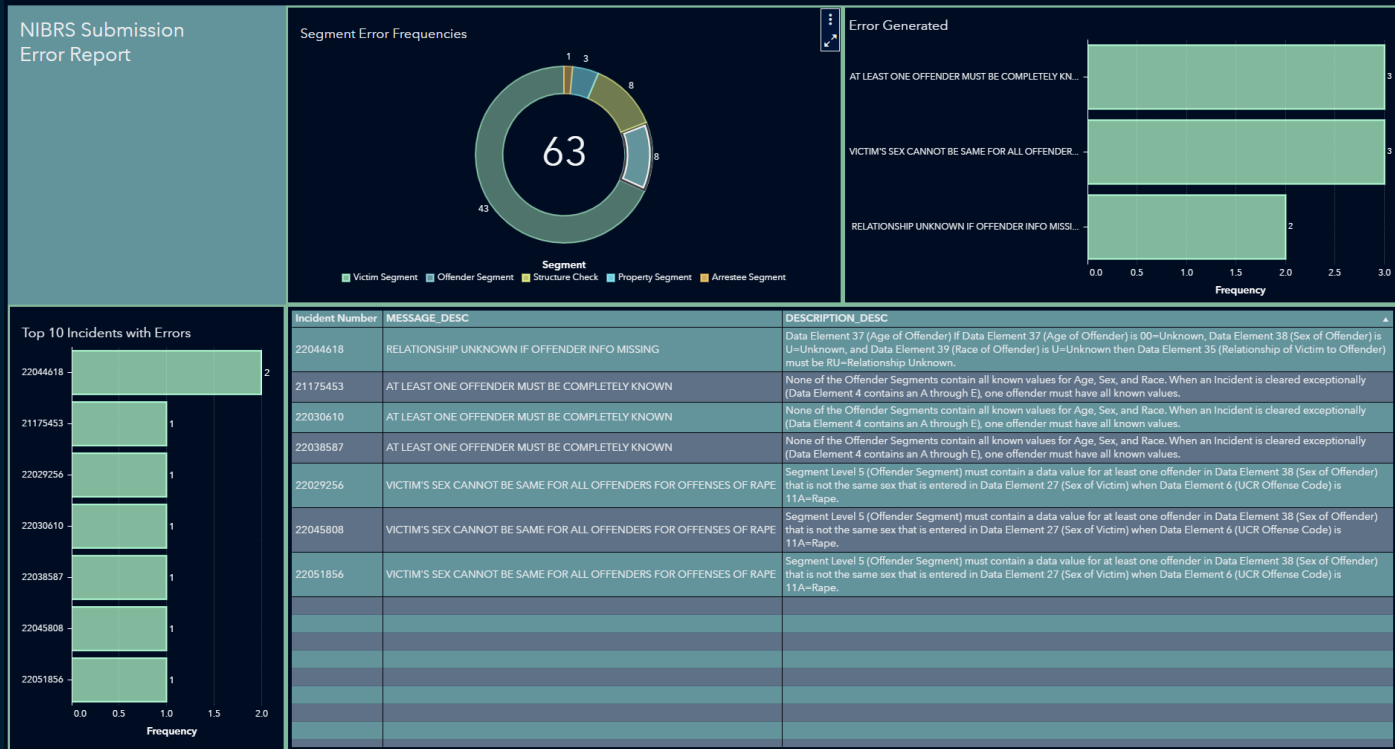 NIBRS Submission
Error Report
Segment Error Frequencies
1
3
8
8
43
63
Segment
Victim Segment Offender Segment Structure Check Property Segment Arrestee Segment
Error Generated
AT LEAST ONE OFFENDER MUST BE COMPLETELY KN...
3
VICTIM'S SEX CANNOT BE SAME FOR ALL OFFENDER...
3
RELATIONSHIP UNKNOWN IF OFFENDER INFO MISSI...
2
0.0 0.5 1.0 1.5 2.0 2.5 3.0
Frequency
Top 10 Incidents with Errors
22044618
2
21175453
1
22029256
1
22030610
1
22038587
1
22045808
1
22051856
1
0.0 0.5 1.0 1.5 2.0
Frequency
Incident Number MESSAGE_DESC DESCRIPTION_DESC
22044618 RELATIONSHIP UNKNOWN IF OFFENDER INFO MISSING
Data Element 37 (Age of Offender) If Data Element 37 (Age of Offender) is 00=Unknown, Data Element 38 (Sex of Offender) is
U=Unknown, and Data Element 39 (Race of Offender) is U=Unknown then Data Element 35 (Relationship of Victim to Offender)
must be RU=Relationship Unknown.
21175453 AT LEAST ONE OFFENDER MUST BE COMPLETELY KNOWN
None of the Offender Segments contain all known values for Age, Sex, and Race. When an Incident is cleared exceptionally
(Data Element 4 contains an A through E), one offender must have all known values.
22030610 AT LEAST ONE OFFENDER MUST BE COMPLETELY KNOWN
None of the Offender Segments contain all known values for Age, Sex, and Race. When an Incident is cleared exceptionally
(Data Element 4 contains an A through E), one offender must have all known values.
22038587 AT LEAST ONE OFFENDER MUST BE COMPLETELY KNOWN
None of the Offender Segments contain all known values for Age, Sex, and Race. When an Incident is cleared exceptionally
(Data Element 4 contains an A through E), one offender must have all known values.
22029256 VICTIM'S SEX CANNOT BE SAME FOR ALL OFFENDERS FOR OFFENSES OF RAPE
Segment Level 5 (Offender Segment) must contain a data value for at least one offender in Data Element 38 (Sex of Offender)
that is not the same sex that is entered in Data Element 27 (Sex of Victim) when Data Element 6 (UCR Offense Code) is
11A=Rape.
22045808 VICTIM'S SEX CANNOT BE SAME FOR ALL OFFENDERS FOR OFFENSES OF RAPE
Segment Level 5 (Offender Segment) must contain a data value for at least one offender in Data Element 38 (Sex of Offender)
that is not the same sex that is entered in Data Element 27 (Sex of Victim) when Data Element 6 (UCR Offense Code) is
11A=Rape.
22051856 VICTIM'S SEX CANNOT BE SAME FOR ALL OFFENDERS FOR OFFENSES OF RAPE
Segment Level 5 (Offender Segment) must contain a data value for at least one offender in Data Element 38 (Sex of Offender)
that is not the same sex that is entered in Data Element 27 (Sex of Victim) when Data Element 6 (UCR Offense Code) is
11A=Rape.